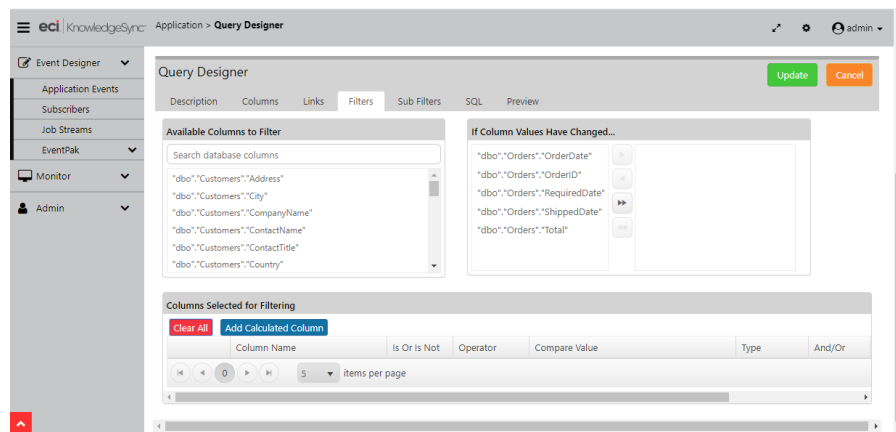 eci KnowledgeSync
Application > Query Designer
admin
Event Designer
Application Events
Subscribers
Job Streams
EventPak
Monitor
Admin
Query Designer
Update
Cancel
Description Columns Links Filters Sub Filters SQL Preview
Available Columns to Filter
Search database columns
"dbo"."Customers"."Address"
"dbo"."Customers"."City"
"dbo"."Customers"."CompanyName"
"dbo"."Customers"."ContactName"
"dbo"."Customers"."ContactTitle"
"dbo"."Customers"."Country"
If Column Values Have Changed...
"dbo"."Orders"."OrderDate"
"dbo"."Orders"."OrderID"
"dbo"."Orders"."RequiredDate"
"dbo"."Orders"."ShippedDate"
"dbo"."Orders"."Total"
Columns Selected for Filtering
Clear All Add Calculated Column
Column Name Is Or Is Not Operator Compare Value Type And/Or
0 5 items per page